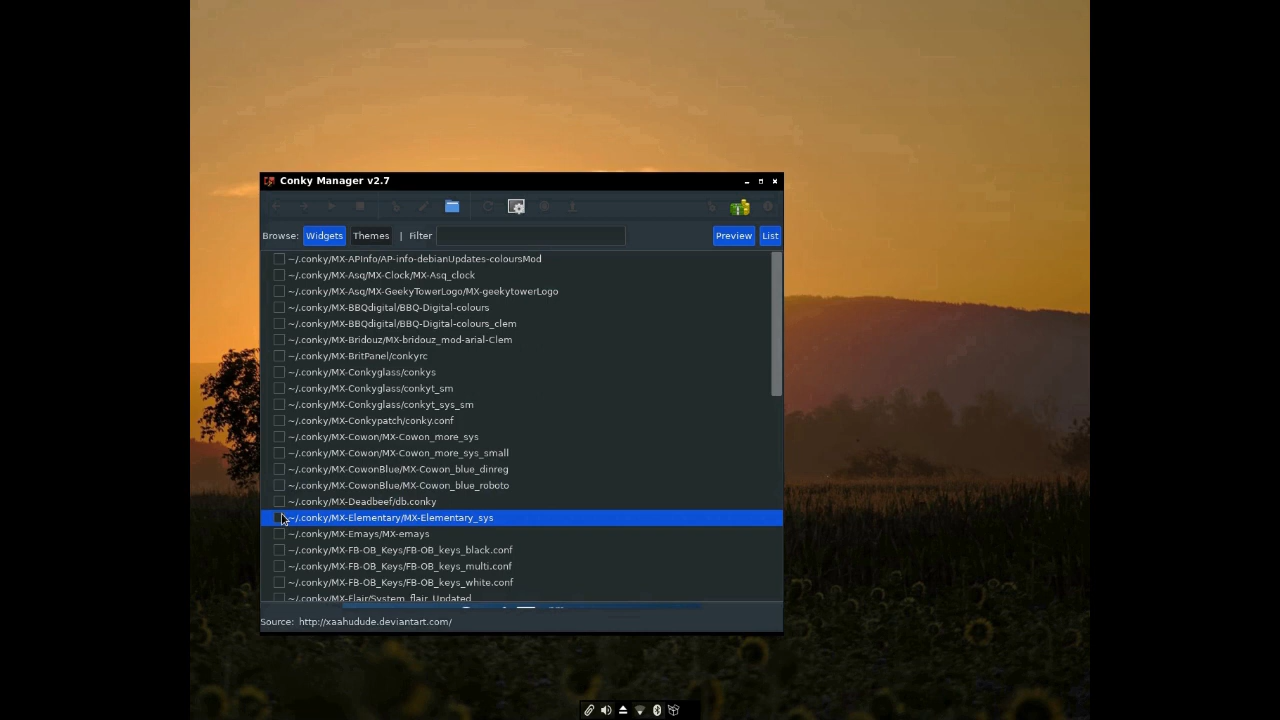 Conky Manager v2.7
Browse: Widgets Themes | Filter Preview List
~/.conky/MX-APInfo/AP-info-debianUpdates-coloursMod
~/.conky/MX-Asq/MX-Clock/MX-Asq_clock
~/.conky/MX-Asq/MX-GeekyTowerLogo/MX-geekytowerLogo
~/.conky/MX-BBQdigital/BBQ-Digital-colours
~/.conky/MX-BBQdigital/BBQ-Digital-colours_clem
~/.conky/MX-Bridouz/MX-bridouz_mod-arial-Clem
~/.conky/MX-BritPanel/conkyrc
~/.conky/MX-Conkyglass/conkys
~/.conky/MX-Conkyglass/conkyt_sm
~/.conky/MX-Conkyglass/conkyt_sys_sm
~/.conky/MX-Conkypatch/conky.conf
~/.conky/MX-Cowon/MX-Cowon_more_sys
~/.conky/MX-Cowon/MX-Cowon_more_sys_small
~/.conky/MX-CowonBlue/MX-Cowon_blue_dinreg
~/.conky/MX-CowonBlue/MX-Cowon_blue_roboto
~/.conky/MX-Deadbeef/db.conky
~/.conky/MX-Elementary/MX-Elementary_sys
~/.conky/MX-Emays/MX-emays
~/.conky/MX-FB-OB_Keys/FB-OB_keys_black.conf
~/.conky/MX-FB-OB_Keys/FB-OB_keys_multi.conf
~/.conky/MX-FB-OB_Keys/FB-OB_keys_white.conf
~/.conky/MX-Flair/System_flair_Updated
Source: http://xaahudude.deviantart.com/